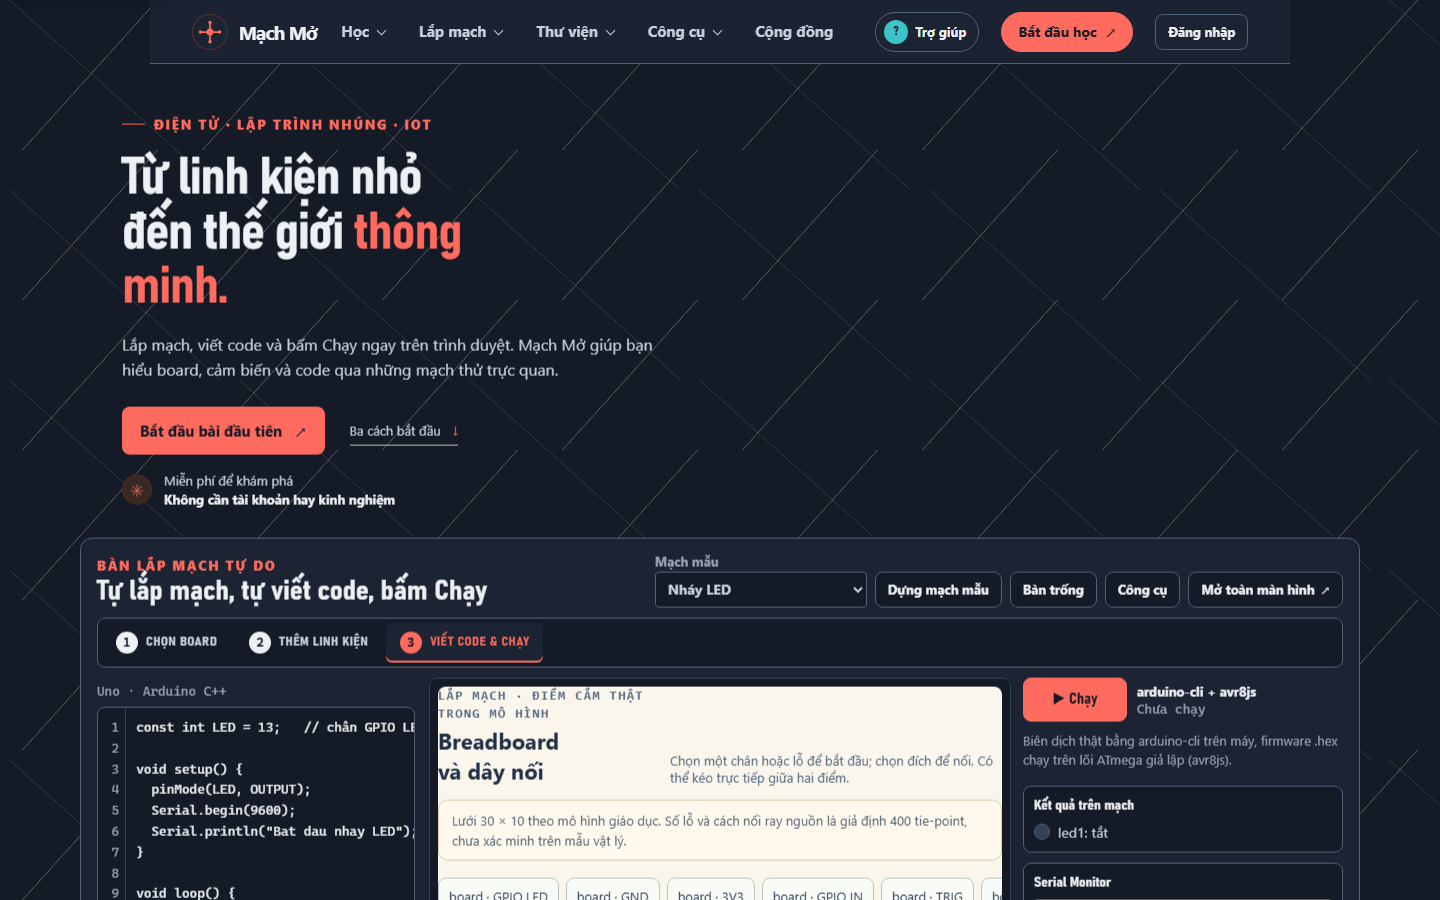 Mạch Mở
Học
Lắp mạch
Thư viện
Công cụ
Cộng đồng
? Trợ giúp
Bắt đầu học ↗
Đăng nhập
ĐIỆN TỬ · LẬP TRÌNH NHÚNG · IOT
Từ linh kiện nhỏ
đến thế giới thông
minh.
Lắp mạch, viết code và bấm Chạy ngay trên trình duyệt. Mạch Mở giúp bạn
hiểu board, cảm biến và code qua những mạch thử trực quan.
Bắt đầu bài đầu tiên ↗
Ba cách bắt đầu ↓
Miễn phí để khám phá
Không cần tài khoản hay kinh nghiệm
BÀN LẮP MẠCH TỰ DO
Tự lắp mạch, tự viết code, bấm Chạy
Mạch mẫu
Nháy LED
Dựng mạch mẫu
Bàn trống
Công cụ
Mở toàn màn hình ↗
1 CHỌN BOARD
2 THÊM LINH KIỆN
3 VIẾT CODE & CHẠY
Uno · Arduino C++
1 const int LED = 13; // chân GPIO LE
2
3 void setup() {
4 pinMode(LED, OUTPUT);
5 Serial.begin(9600);
6 Serial.println("Bat dau nhay LED");
7 }
8
9 void loop() {
LẮP MẠCH · ĐIỂM CẮM THẬT
TRONG MÔ HÌNH
Breadboard
và dây nối
Chọn một chân hoặc lỗ để bắt đầu; chọn đích để nối. Có
thể kéo trực tiếp giữa hai điểm.
Lưới 30 × 10 theo mô hình giáo dục. Số lỗ và cách nối ray nguồn là giả định 400 tie-point,
chưa xác minh trên mẫu vật lý.
board · GPIO LED
board · GND
board · 3V3
board · GPIO IN
board · TRIG
b
▶ Chạy
arduino-cli + avr8js
Chưa chạy
Biên dịch thật bằng arduino-cli trên máy, firmware .hex
chạy trên lõi ATmega giả lập (avr8js).
Kết quả trên mạch
led1: tắt
Serial Monitor